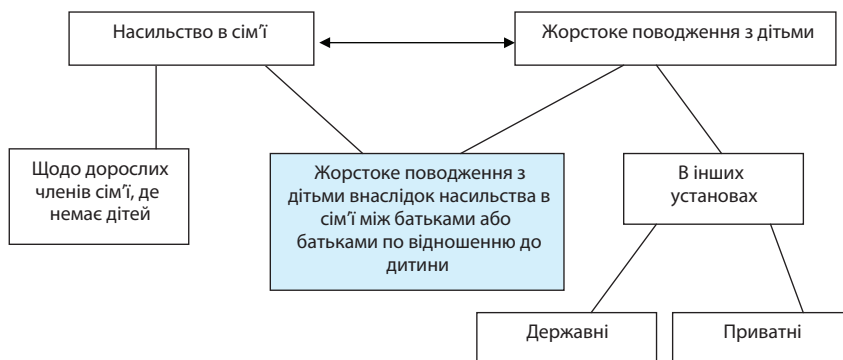 Насильство в сім’ї
Жорстоке поводження з дітьми
Щодо дорослих
членів сім’ї, де
немає дітей
Жорстоке поводження з
дітьми внаслідок насильства в
сім’ї між батьками або
батьками по відношенню до
дитини
В інших
установах
Державні
Приватні